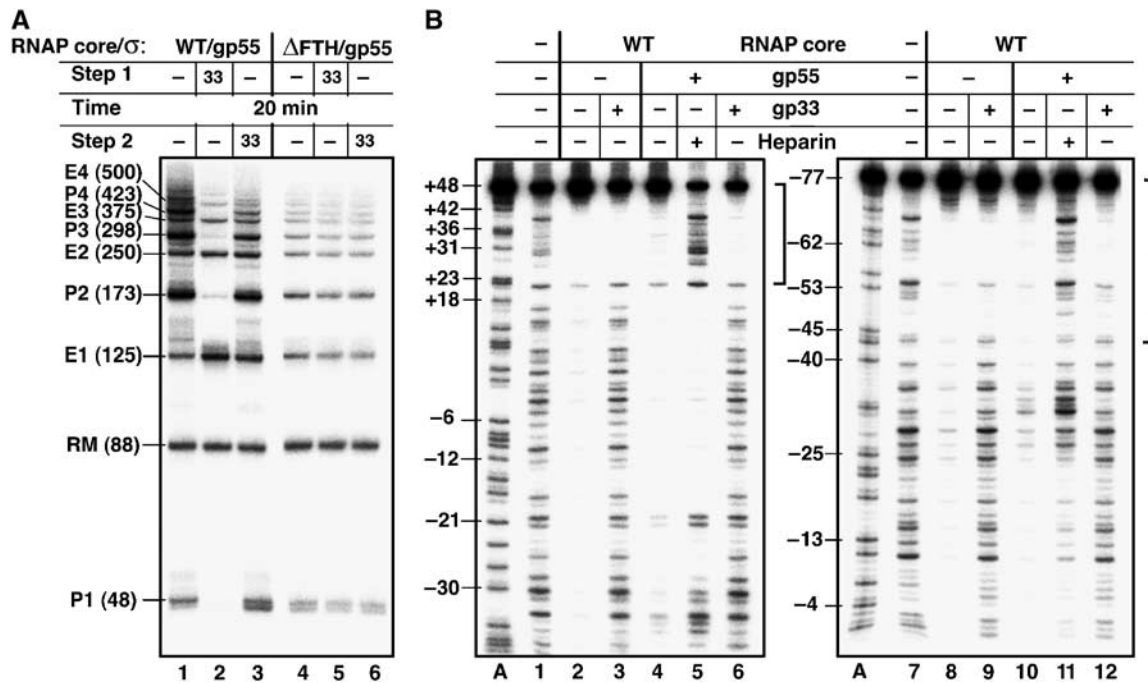 A
RNAP core/σ: WT/gp55 ΔFTH/gp55
Step 1 – 33 – – 33 –
Time 20 min
Step 2 – – 33 – – 33
E4 (500)
P4 (423)
E3 (375)
P3 (298)
E2 (250)
P2 (173)
E1 (125)
RM (88)
P1 (48)
1 2 3 4 5 6
B
– WT RNAP core – WT
– – + gp55 – – +
– – + – – + gp33 – – + – – +
– – – – + – Heparin – – – – + –
+48
+42
+36
+31
+23
+18
–6
–12
–21
–30
A 1 2 3 4 5 6
–77
–62
–53
–45
–40
–25
–13
–4
A 7 8 9 10 11 12